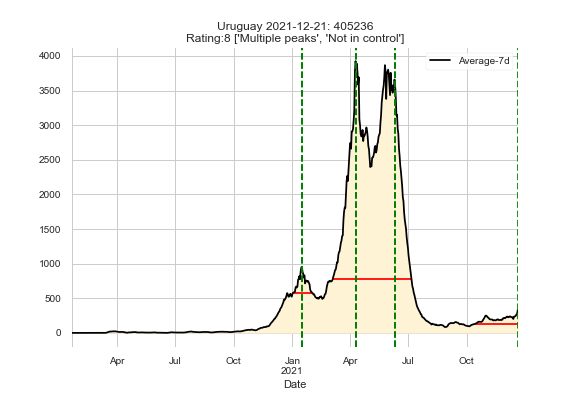 Uruguay 2021-12-21: 405236
Rating:8 ['Multiple peaks', 'Not in control']
Average-7d
4000
3500
3000
2500
2000
1500
1000
500
0
Apr Jul Oct Jan Apr Jul Oct
2021
Date